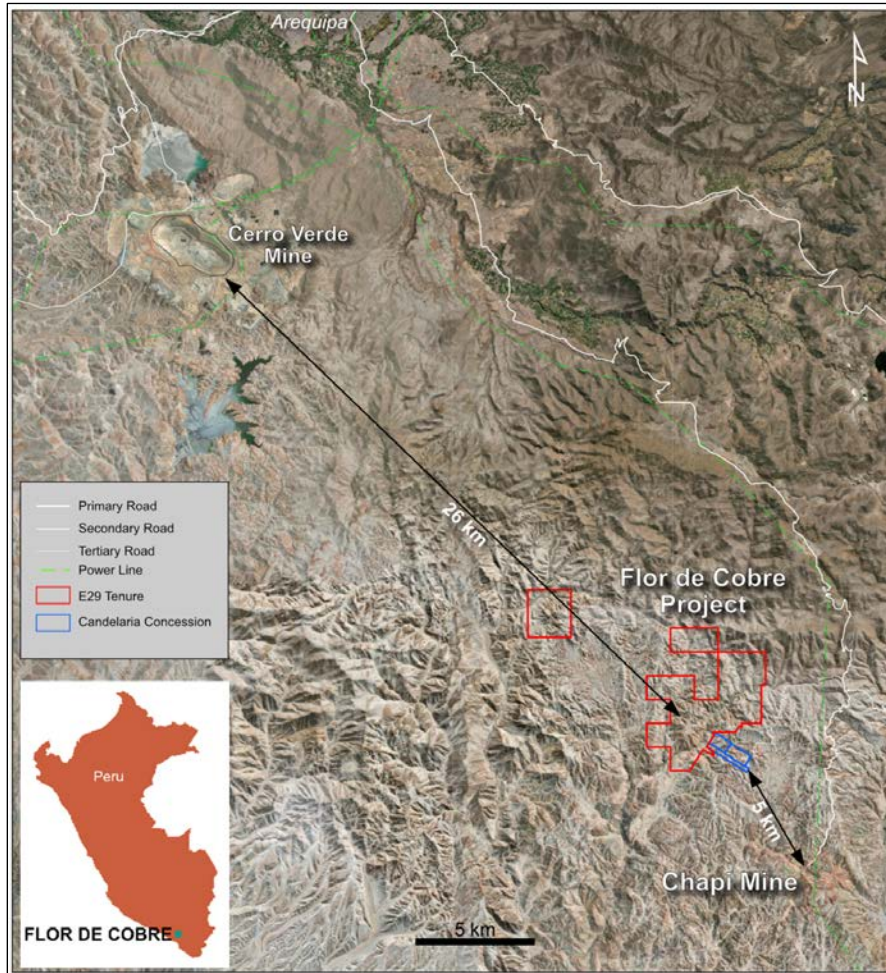 Arequipa
N
Cerro Verde
Mine
26 km
Primary Road
Secondary Road
Tertiary Road
Power Line
E29 Tenure
Candelaria Concession
Flor de Cobre
Project
Peru
FLOR DE COBRE
5 km
Chapi Mine
5 km